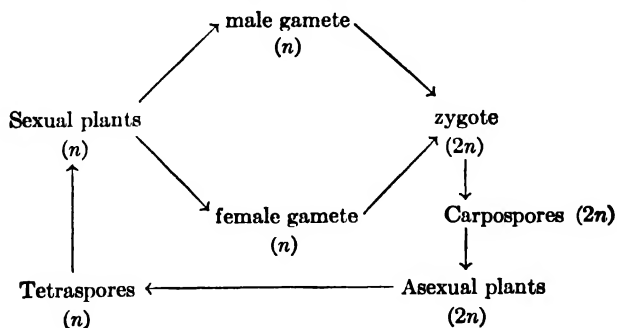 male gamete
(n)
Sexual plants
(n)
zygote
(2n)
female gamete
(n)
Carpospores (2n)
Tetraspores
(n)
Asexual plants
(2n)